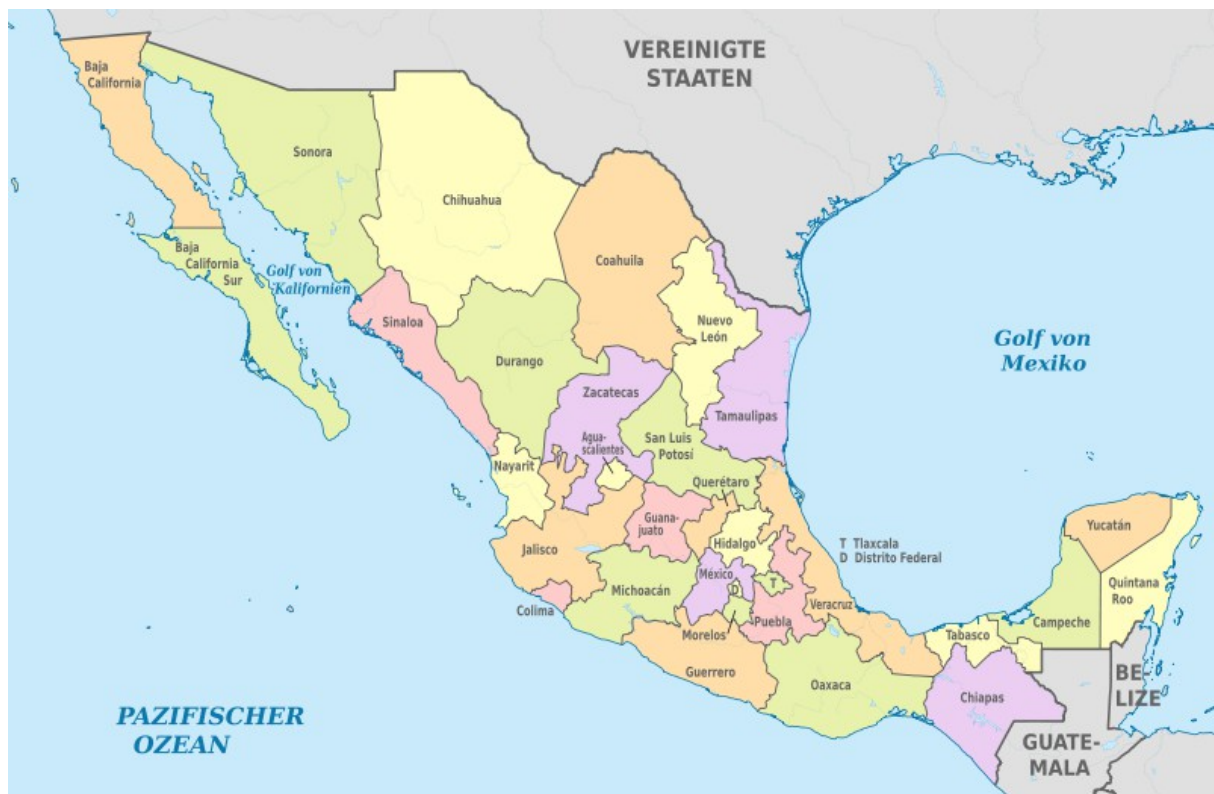 VEREINIGTE
STAATEN
Baja
California
Sonora
Chihuahua
Coahuila
Baja
California
Sur
Golf von
Kalifornien
Sinaloa
Nuevo
León
Durango
Golf von
Mexiko
Zacatecas
Tamaulipas
Agua-
scalientes
San Luis
Potosí
Nayarit
Querétaro
Guana-
juato
Yucatán
Hidalgo
T Tlaxcala
D Distrito Federal
Jalisco
México
Michoacán
D
T
Quintana
Roo
Colima
Veracruz
Campeche
Puebla
Morelos
Tabasco
Guerrero
Oaxaca
Chiapas
BE-
LIZE
PAZIFISCHER
OZEAN
GUATE-
MALA